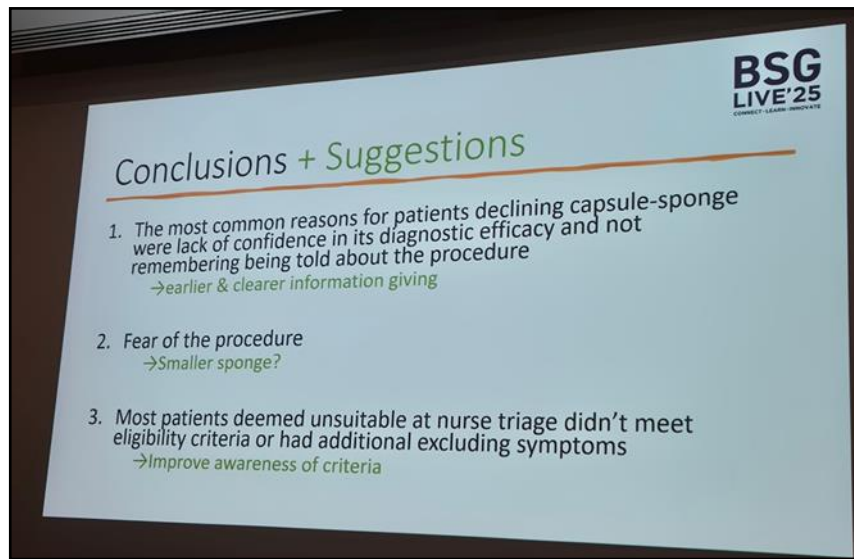 BSG
LIVE'25
CONNECT-LEARN-INNOVATE
Conclusions + Suggestions
1. The most common reasons for patients declining capsule-sponge
were lack of confidence in its diagnostic efficacy and not
remembering being told about the procedure
→earlier & clearer information giving
2. Fear of the procedure
→Smaller sponge?
3. Most patients deemed unsuitable at nurse triage didn't meet
eligibility criteria or had additional excluding symptoms
→Improve awareness of criteria